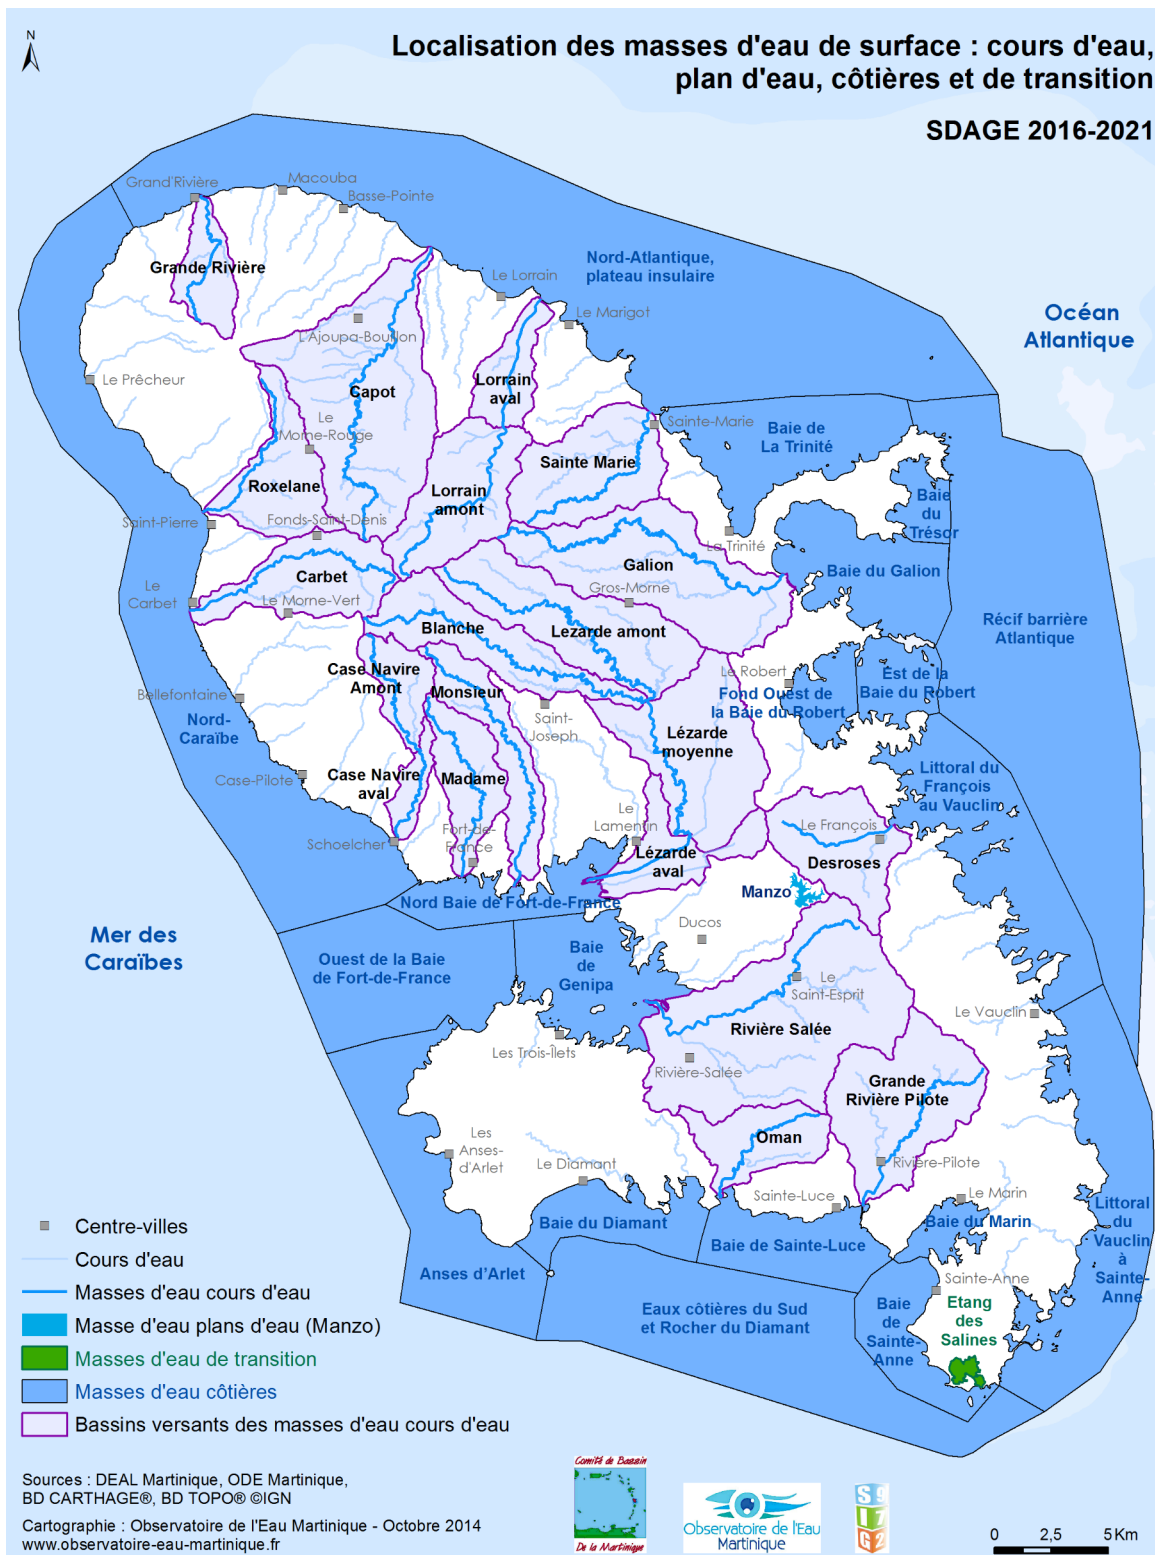 N
Localisation des masses d'eau de surface : cours d'eau,
plan d'eau, côtières et de transition
SDAGE 2016-2021
Grand'Rivière
Macouba
Basse-Pointe
Grande Rivière
Nord-Atlantique,
plateau insulaire
Le Lorrain
Le Marigot
Océan
Atlantique
L'Ajoupa-Bouillon
Le Prêcheur
Capot
Lorrain
aval
Le
Morne-Rouge
Sainte-Marie
Baie de
La Trinité
Sainte Marie
Roxelane
Lorrain
amont
Baie
du
Trésor
Saint-Pierre
Fonds-Saint-Denis
La Trinité
Galion
Baie du Galion
Carbet
Le
Carbet
Le Morne-Vert
Gros-Morne
Blanche
Lezarde amont
Récif barrière
Atlantique
Case Navire
Amont
Monsieur
Le Robert
Est de la
Baie du Robert
Fond Ouest de
la Baie du Robert
Bellefontaine
Nord-
Caraïbe
Saint-
Joseph
Lézarde
moyenne
Case-Pilote
Case Navire
aval
Madame
Littoral du
François
au Vauclin
Le
Lamentin
Le François
Schoelcher
Fort-de-
France
Lézarde
aval
Desroses
Manzo
Nord Baie de Fort-de-France
Ducos
Mer des
Caraïbes
Ouest de la Baie
de Fort-de-France
Baie
de
Genipa
Le
Saint-Esprit
Le Vauclin
Rivière Salée
Les Trois-Îlets
Rivière-Salée
Grande
Rivière Pilote
Oman
Les
Anses-
d'Arlet
Le Diamant
Rivière-Pilote
Sainte-Luce
Le Marin
Baie du Diamant
Baie du Marin
Littoral
du
Vauclin
à
Sainte-
Anne
Baie de Sainte-Luce
Anses d'Arlet
Sainte-Anne
Eaux côtières du Sud
et Rocher du Diamant
Baie
de
Sainte-
Anne
Etang
des
Salines
Centre-villes
Cours d'eau
Masses d'eau cours d'eau
Masse d'eau plans d'eau (Manzo)
Masses d'eau de transition
Masses d'eau côtières
Bassins versants des masses d'eau cours d'eau
Sources : DEAL Martinique, ODE Martinique,
BD CARTHAGE®, BD TOPO® ©IGN
Cartographie : Observatoire de l'Eau Martinique - Octobre 2014
www.observatoire-eau-martinique.fr
Comité de Bassin
De la Martinique
Observatoire de l'Eau
Martinique
S 9
I 7
G 2
0 2,5 5 Km